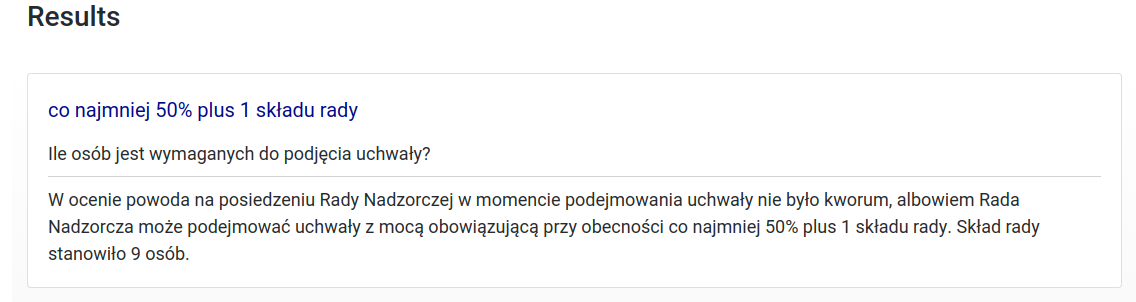 Results
co najmniej 50% plus 1 składu rady
Ile osób jest wymaganych do podjęcia uchwały?
W ocenie powoda na posiedzeniu Rady Nadzorczej w momencie podejmowania uchwały nie było kworum, albowiem Rada
Nadzorcza może podejmować uchwały z mocą obowiązującą przy obecności co najmniej 50% plus 1 składu rady. Skład rady
stanowiło 9 osób.